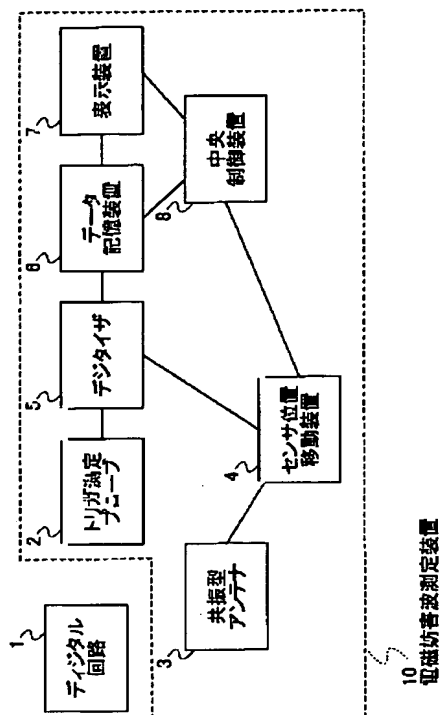 1
ディジタル
回路
2
トリガ測定
プローブ
5
デジタイザ
6
データ
記憶装置
7
表示装置
3
共振型
アンテナ
4
センサ位置
移動装置
8
中央
制御装置
10
電磁妨害波測定装置